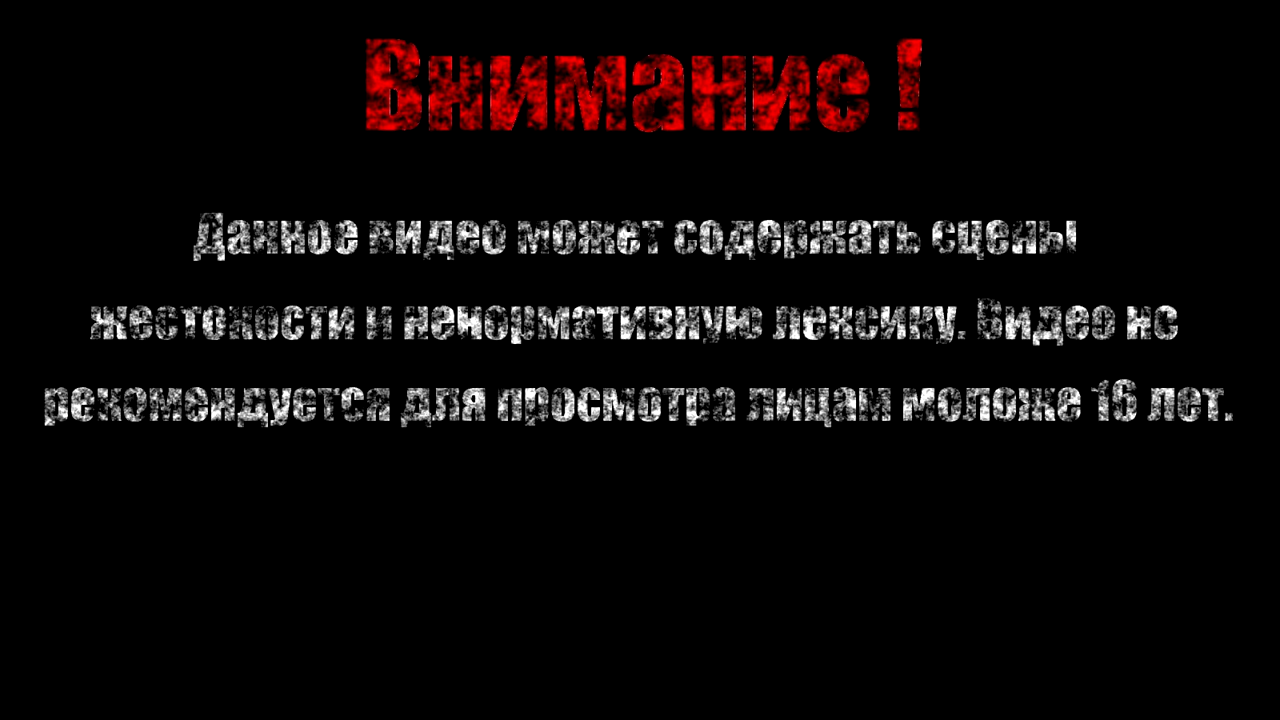 Внимание !
Данное видео может содержать сцены
жестокости и ненормативную лексику. Видео не
рекомендуется для просмотра лицам моложе 16 лет.